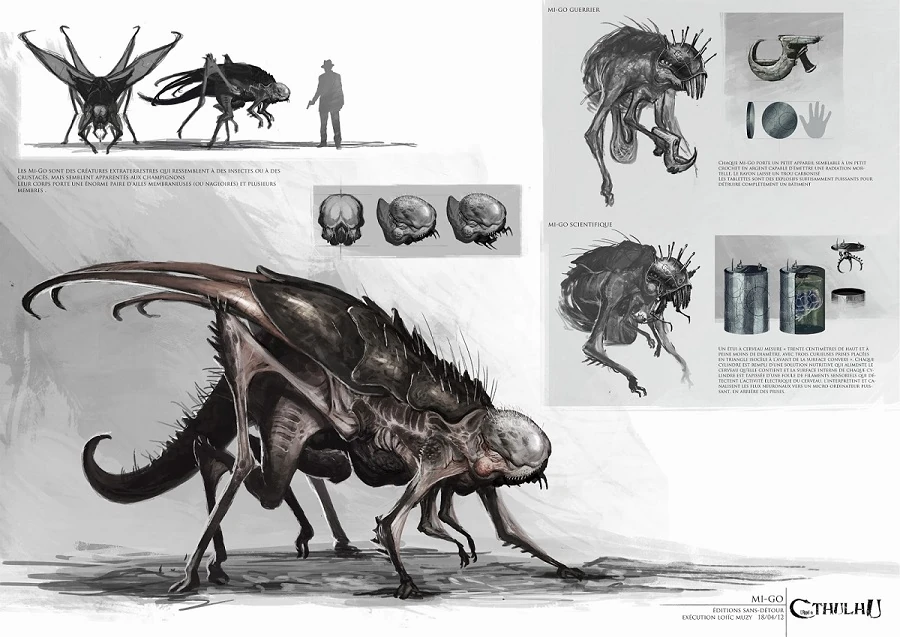 MI-GO GUERRIER
LES MI-GO SONT DES CRÉATURES EXTRATERRESTRES QUI RESSEMBLENT À DES INSECTES OU À DES
CRUSTACÉS, MAIS SEMBLENT APPARENTÉS AUX CHAMPIGNONS
LEUR CORPS PORTE UNE ÉNORME PAIRE D'AILES MEMBRANEUSES (OU NAGEOIRES) ET PLUSIEURS
MEMBRES
CHAQUE MI-GO PORTE UN PETIT APPAREIL SEMBLABLE À UN PETIT
CROCHET EN ARGENT CAPABLE D'ÉMETTRE UNE RADIATION MOR-
TELLE. LE RAYON LAISSE UN TROU CARBONISÉ
LES TABLETTES SONT DES EXPLOSIFS SUFFISAMMENT PUISSANTS POUR
DÉTRUIRE COMPLÈTEMENT UN BÂTIMENT
MI-GO SCIENTIFIQUE
UN ÉTUI À CERVEAU MESURE « TRENTE CENTIMÈTRES DE HAUT ET À
PEINE MOINS DE DIAMÈTRE, AVEC TROIS CURIEUSES PRISES PLACÉES
EN TRIANGLE ISOCÈLE À L'AVANT DE LA SURFACE CONVEXE ». CHAQUE
CYLINDRE EST REMPLI D'UNE SOLUTION NUTRITIVE QUI ALIMENTE LE
CERVEAU QU'ELLE CONTIENT ET LA SURFACE INTERNE DE CHAQUE CY-
LINDRE EST TAPISSÉE D'UNE FOULE DE FILAMENTS SENSORIELS QUI DÉ-
TECTENT L'ACTIVITÉ ÉLECTRIQUE DU CERVEAU, L'INTERPRÈTENT ET CA-
NALISENT LES FLUX NEURONAUX VERS UN MICRO ORDINATEUR PUIS-
SANT, EN ARRIÈRE DES PRISES.
MI-GO
ÉDITIONS SANS-DÉTOUR
EXÉCUTION LOÏC MUZY 18/04/12
CTHULHU